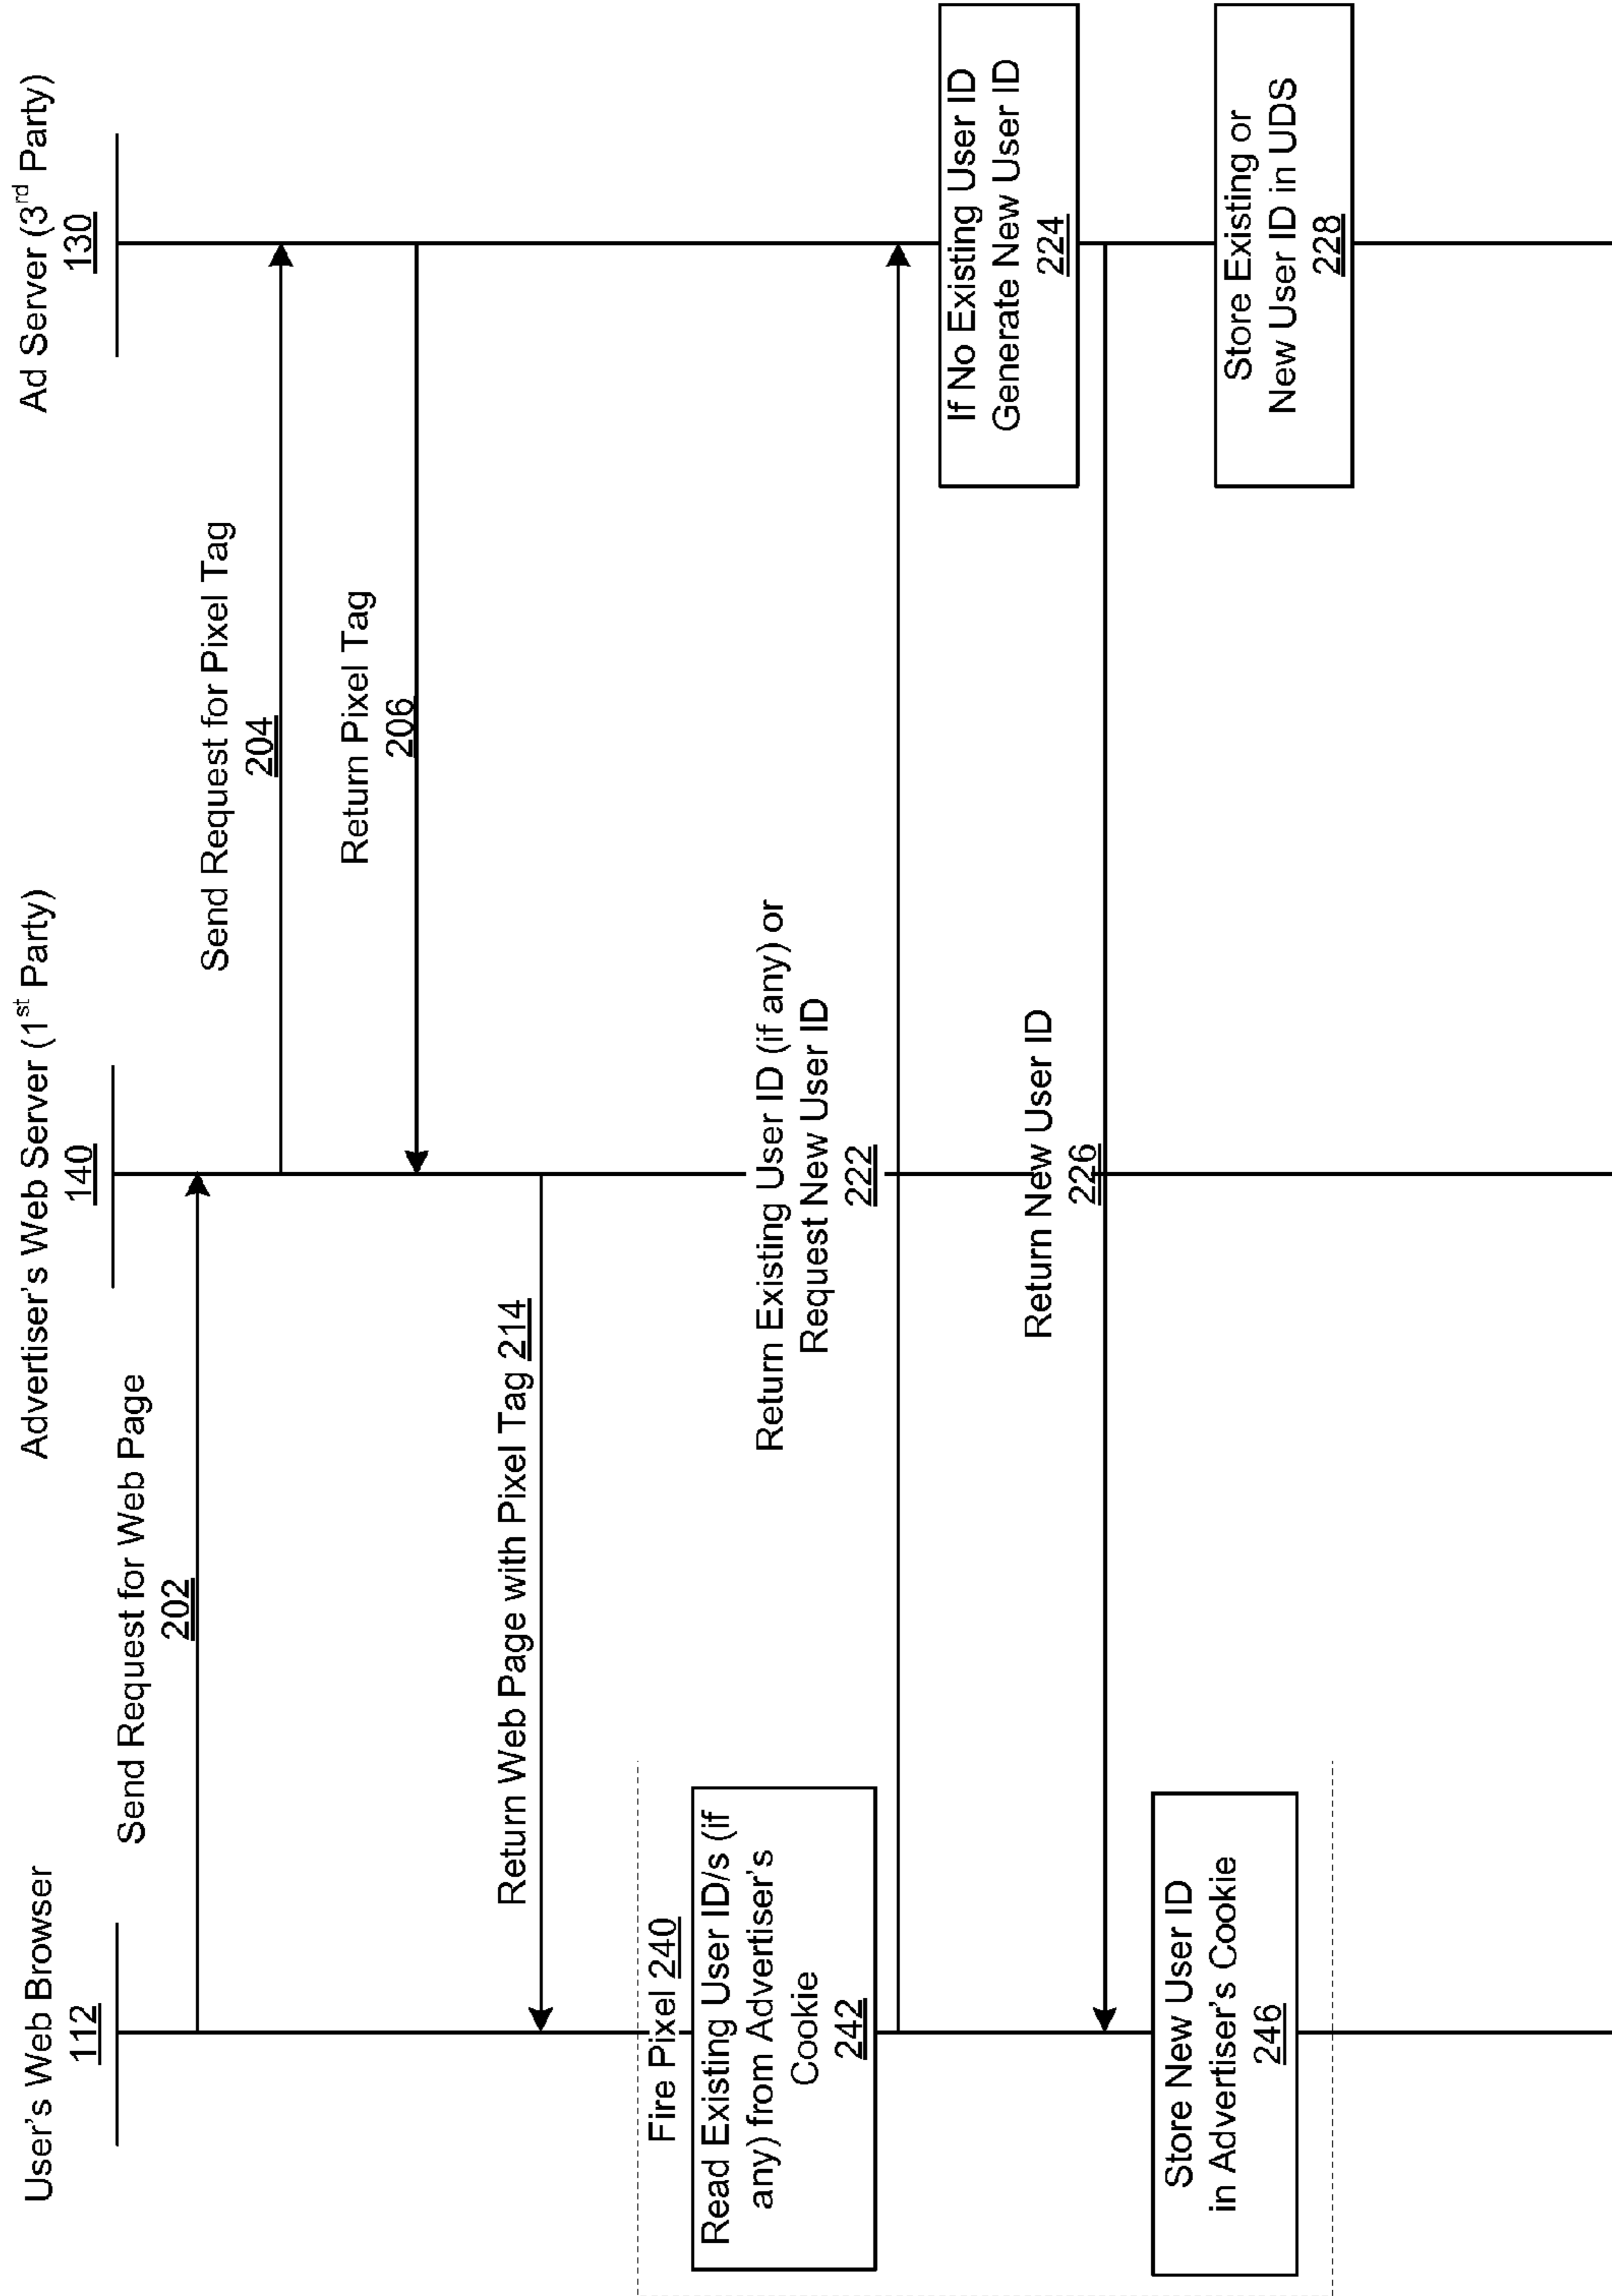 User's Web Browser
112
Advertiser's Web Server (1st Party)
140
Ad Server (3rd Party)
130
Send Request for Web Page
202
Send Request for Pixel Tag
204
Return Pixel Tag
206
Return Web Page with Pixel Tag 214
Fire Pixel 240
Read Existing User ID/s (if
any) from Advertiser's
Cookie
242
Return Existing User ID (if any) or
Request New User ID
222
If No Existing User ID
Generate New User ID
224
Return New User ID
226
Store New User ID
in Advertiser's Cookie
246
Store Existing or
New User ID in UDS
228